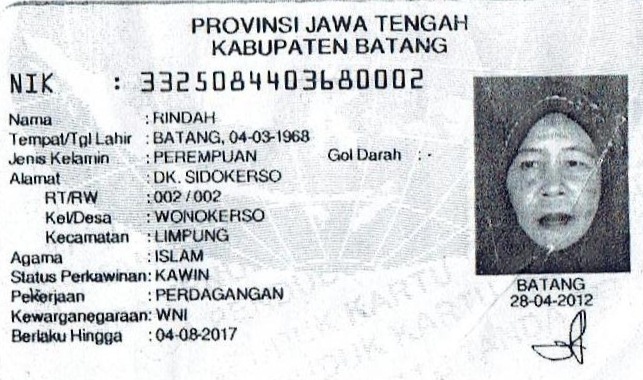 PROVINSI JAWA TENGAH
KABUPATEN BATANG
NIK : 3325084403680002
Nama : RINDAH
Tempat/Tgl Lahir : BATANG, 04-03-1968
Jenis Kelamin : PEREMPUAN Gol Darah : -
Alamat : DK. SIDOKERSO
RT/RW : 002 / 002
Kel/Desa : WONOKERSO
Kecamatan : LIMPUNG
Agama : ISLAM
Status Perkawinan: KAWIN
Pekerjaan : PERDAGANGAN
Kewarganegaraan: WNI
Berlaku Hingga : 04-08-2017
BATANG
28-04-2012